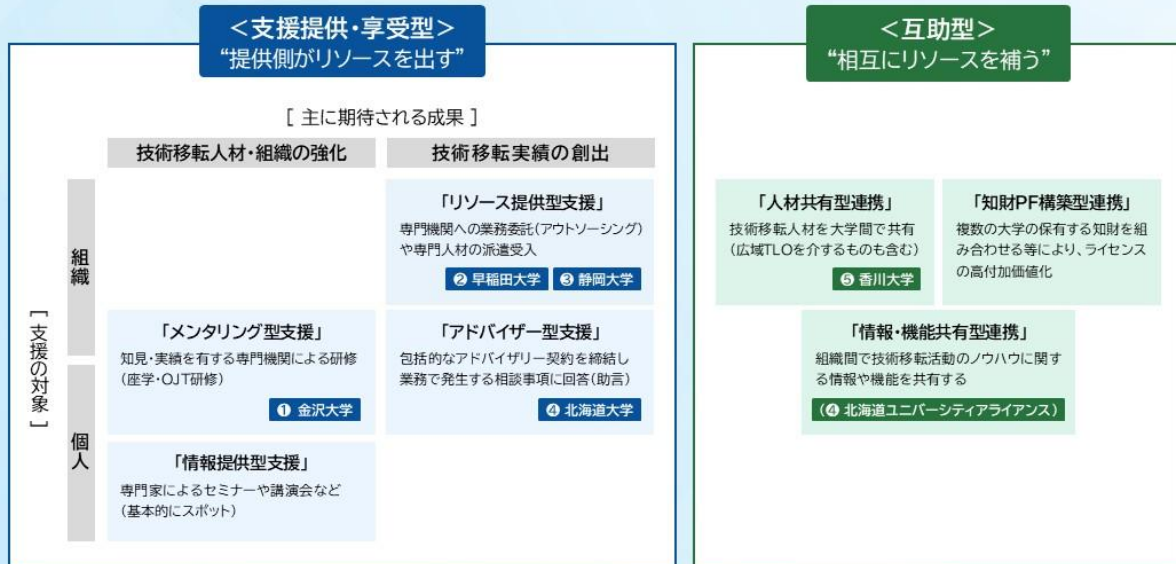 ＜支援提供・享受型＞
“提供側がリソースを出す”
［ 主に期待される成果 ］
技術移転人材・組織の強化
技術移転実績の創出
［支援の対象］
組織
個人
「リソース提供型支援」
専門機関への業務委託(アウトソーシング)
や専門人材の派遣受入
❷ 早稲田大学
❸ 静岡大学
「メンタリング型支援」
知見・実績を有する専門機関による研修
(座学・OJT研修)
❶ 金沢大学
「アドバイザー型支援」
包括的なアドバイザリー契約を締結し
業務で発生する相談事項に回答(助言)
❹ 北海道大学
「情報提供型支援」
専門家によるセミナーや講演会など
(基本的にスポット)
＜互助型＞
“相互にリソースを補う”
「人材共有型連携」
技術移転人材を大学間で共有
(広域TLOを介するものも含む)
❺ 香川大学
「知財PF構築型連携」
複数の大学の保有する知財を組
み合わせる等により、ライセンス
の高付加価値化
「情報・機能共有型連携」
組織間で技術移転活動のノウハウに関す
る情報や機能を共有する
(❹ 北海道ユニバーシティアライアンス)